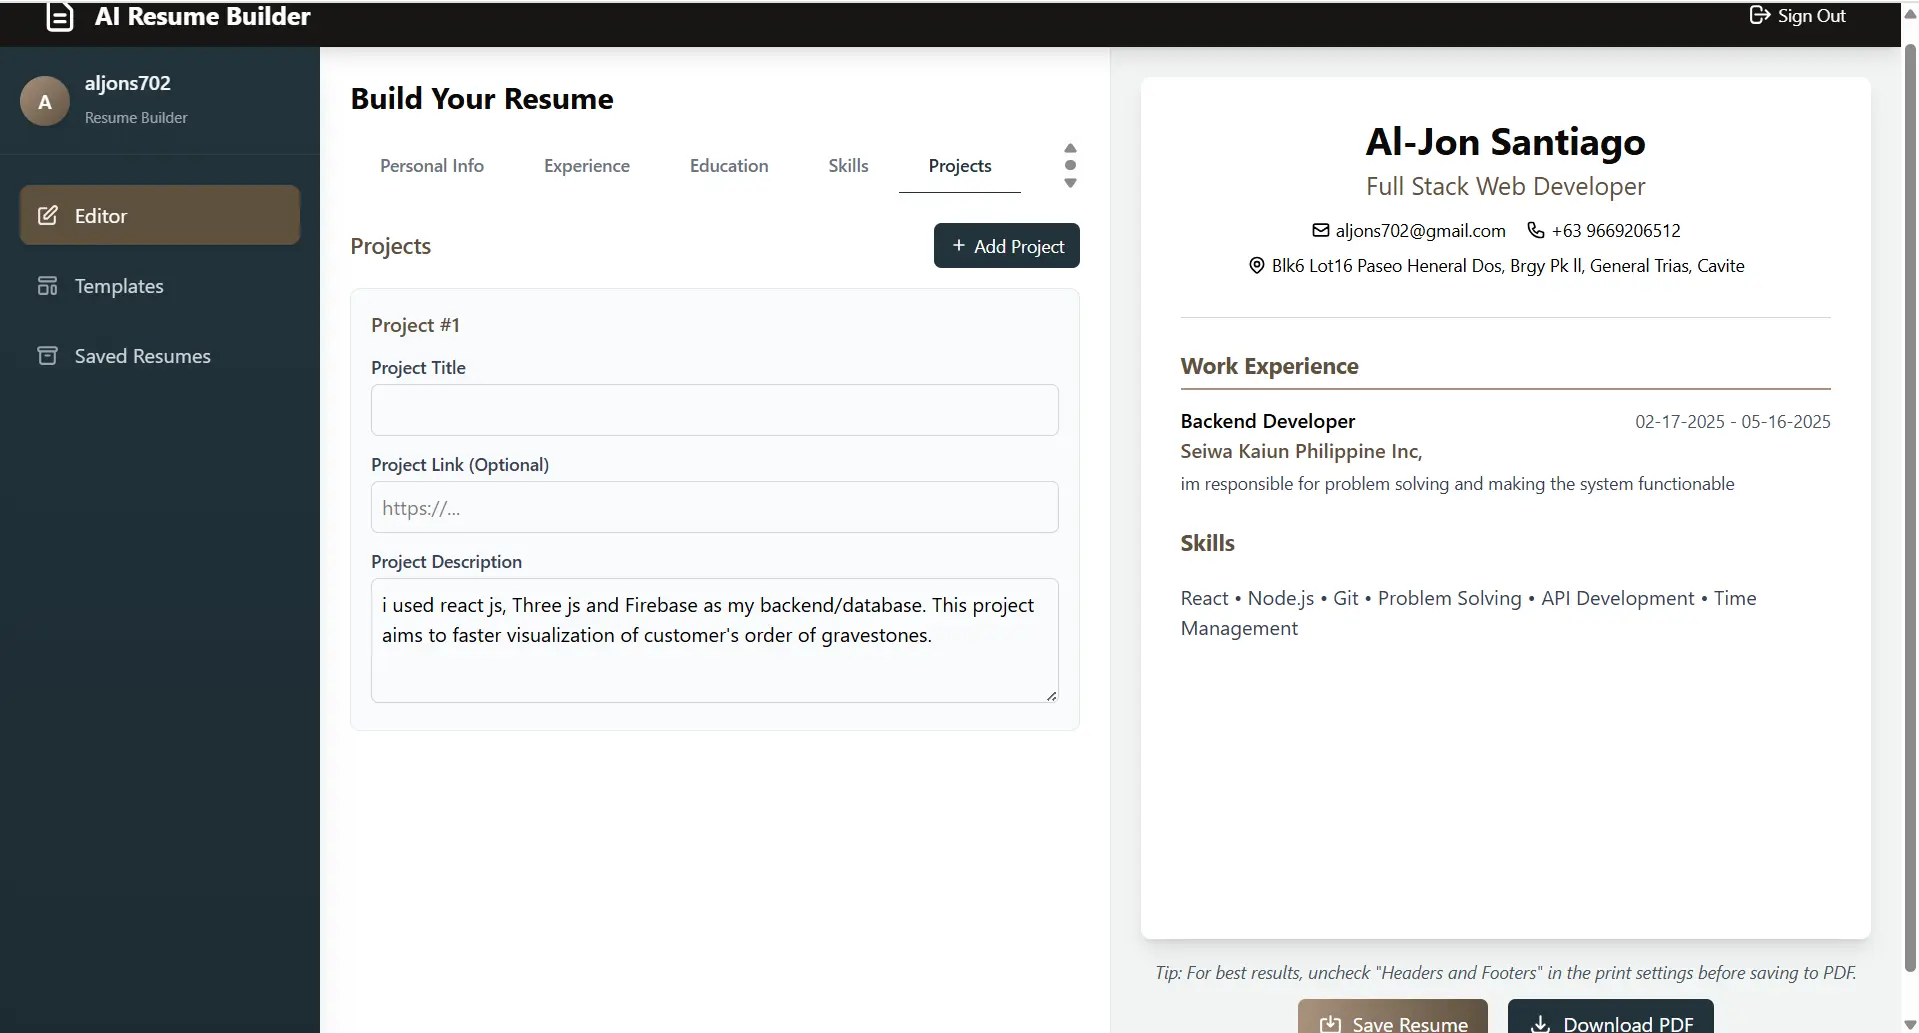 AI Resume Builder
Sign Out
A
aljons702
Resume Builder
Editor
Templates
Saved Resumes
Build Your Resume
Personal Info
Experience
Education
Skills
Projects
Projects
+ Add Project
Project #1
Project Title
Project Link (Optional)
https://...
Project Description
i used react js, Three js and Firebase as my backend/database. This project
aims to faster visualization of customer's order of gravestones.
Al-Jon Santiago
Full Stack Web Developer
aljons702@gmail.com
+63 9669206512
Blk6 Lot16 Paseo Heneral Dos, Brgy Pk ll, General Trias, Cavite
Work Experience
Backend Developer
02-17-2025 - 05-16-2025
Seiwa Kaiun Philippine Inc,
im responsible for problem solving and making the system functionable
Skills
React • Node.js • Git • Problem Solving • API Development • Time
Management
Tip: For best results, uncheck "Headers and Footers" in the print settings before saving to PDF.
Save Resume
Download PDF